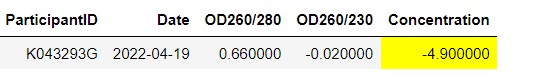 ParticipantID Date OD260/280 OD260/230 Concentration
K043293G 2022-04-19 0.660000 -0.020000 -4.900000